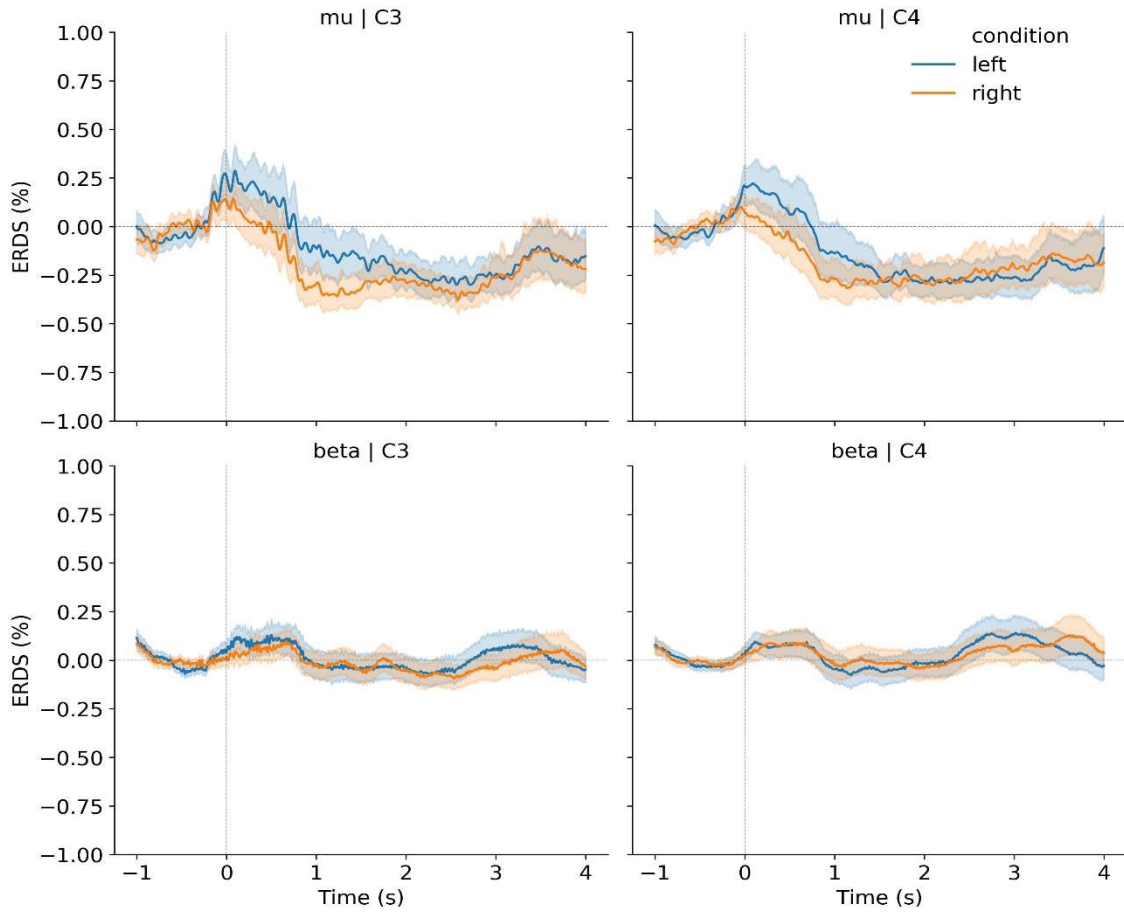 mu | C3
mu | C4
condition
left
right
1.00
0.75
0.50
0.25
0.00
−0.25
−0.50
−0.75
−1.00
ERDS (%)
beta | C3
beta | C4
1.00
0.75
0.50
0.25
0.00
−0.25
−0.50
−0.75
−1.00
ERDS (%)
−1 0 1 2 3 4
−1 0 1 2 3 4
Time (s)
Time (s)